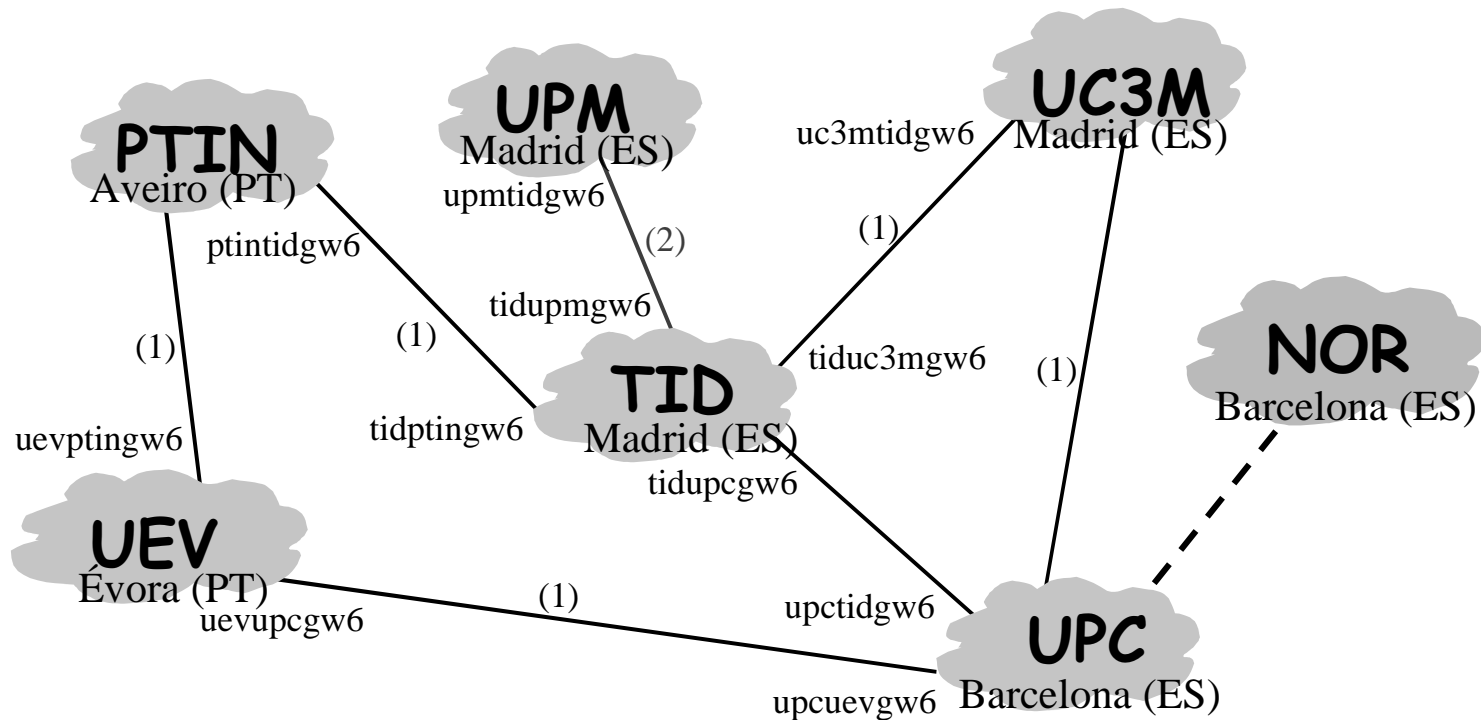 UC3M
Madrid (ES)
UPM
Madrid (ES)
PTIN
Aveiro (PT)
uc3mtidgw6
upmtidgw6
ptintidgw6
(1)
(2)
tidupmgw6
(1)
(1)
tiduc3mgw6
(1)
NOR
Barcelona (ES)
TID
Madrid (ES)
uevptingw6
tidptingw6
tidupcgw6
UEV
Évora (PT)
uevupcgw6
(1)
upctidgw6
UPC
Barcelona (ES)
upcuevgw6